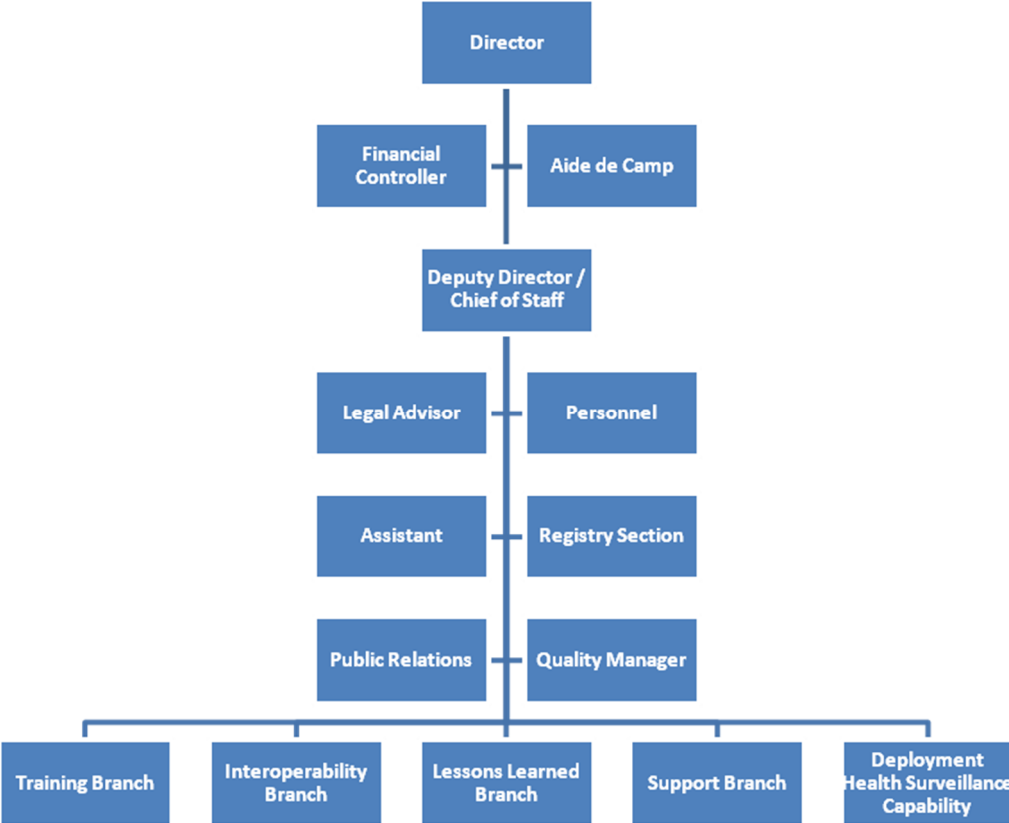 Director
Financial
Controller
Aide de Camp
Deputy Director /
Chief of Staff
Legal Advisor
Personnel
Assistant
Registry Section
Public Relations
Quality Manager
Training Branch
Interoperability
Branch
Lessons Learned
Branch
Support Branch
Deployment
Health Surveillance
Capability